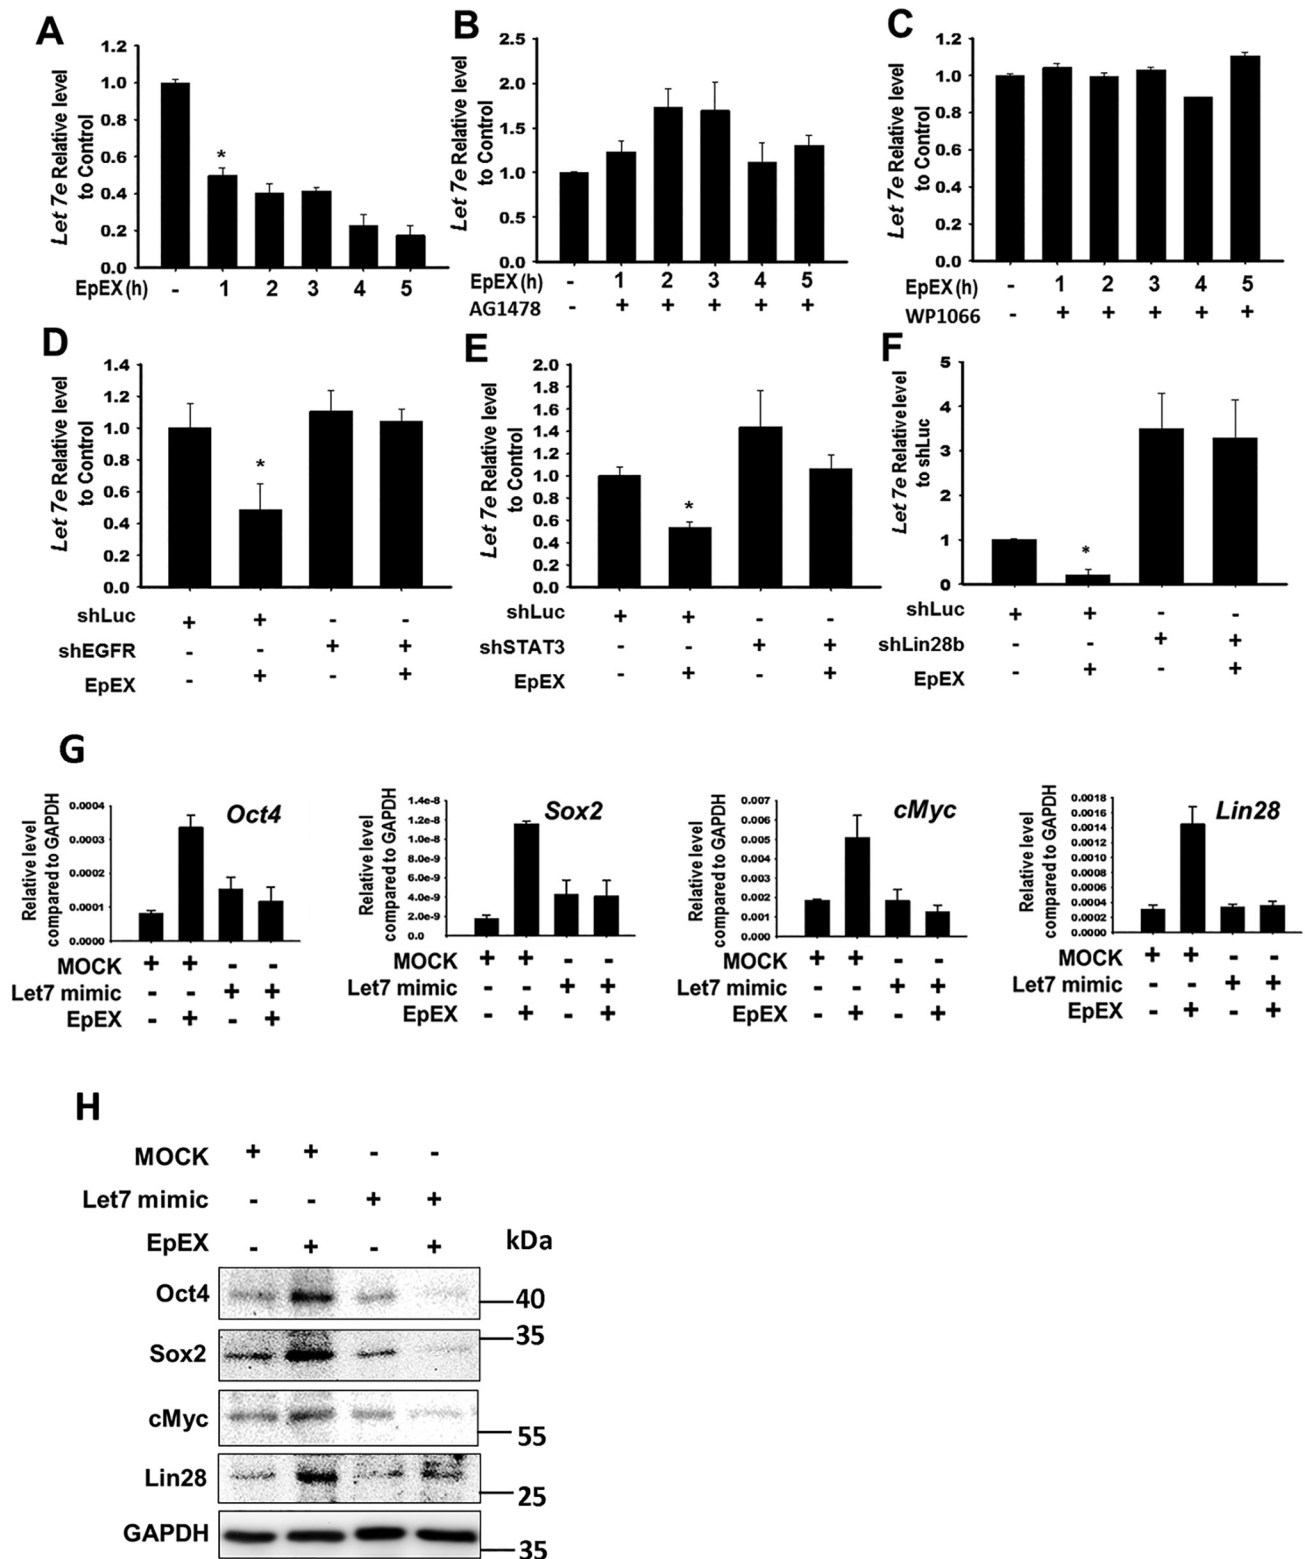 A
Let 7e Relative level
to Control
1.2
1.0
0.8
0.6
0.4
0.2
0.0
*
EpEX (h) - 1 2 3 4 5
B
Let 7e Relative level
to Control
2.5
2.0
1.5
1.0
0.5
0.0
EpEX (h) - 1 2 3 4 5
AG1478 - + + + + +
C
Let 7e Relative level
to Control
1.2
1.0
0.8
0.6
0.4
0.2
0.0
EpEX (h) - 1 2 3 4 5
WP1066 - + + + + +
D
Let 7e Relative level
to Control
1.4
1.2
1.0
0.8
0.6
0.4
0.2
0.0
*
shLuc + + - -
shEGFR - - + +
EpEX - + - +
E
Let 7e Relative level
to Control
2.0
1.8
1.6
1.4
1.2
1.0
0.8
0.6
0.4
0.2
0.0
*
shLuc + + - -
shSTAT3 - - + +
EpEX - + - +
F
Let 7e Relative level
to shLuc
5
4
3
2
1
0
*
shLuc + + - -
shLin28b - - + +
EpEX - + - +
G
Relative level
compared to GAPDH
0.0004
0.0003
0.0002
0.0001
0.0000
Oct4
MOCK + + - -
Let7 mimic - - + +
EpEX - + - +
Relative level
compared to GAPDH
1.4e-8
1.2e-8
1.0e-8
8.0e-9
6.0e-9
4.0e-9
2.0e-9
0.0
Sox2
MOCK + + - -
Let7 mimic - - + +
EpEX - + - +
Relative level
compared to GAPDH
0.007
0.006
0.005
0.004
0.003
0.002
0.001
0.000
cMyc
MOCK + + - -
Let7 mimic - - + +
EpEX - + - +
Relative level
compared to GAPDH
0.0018
0.0016
0.0014
0.0012
0.0010
0.0008
0.0006
0.0004
0.0002
0.0000
Lin28
MOCK + + - -
Let7 mimic - - + +
EpEX - + - +
H
MOCK + + - -
Let7 mimic - - + +
EpEX - + - + kDa
Oct4 40
35
Sox2
cMyc
55
Lin28
25
GAPDH
35